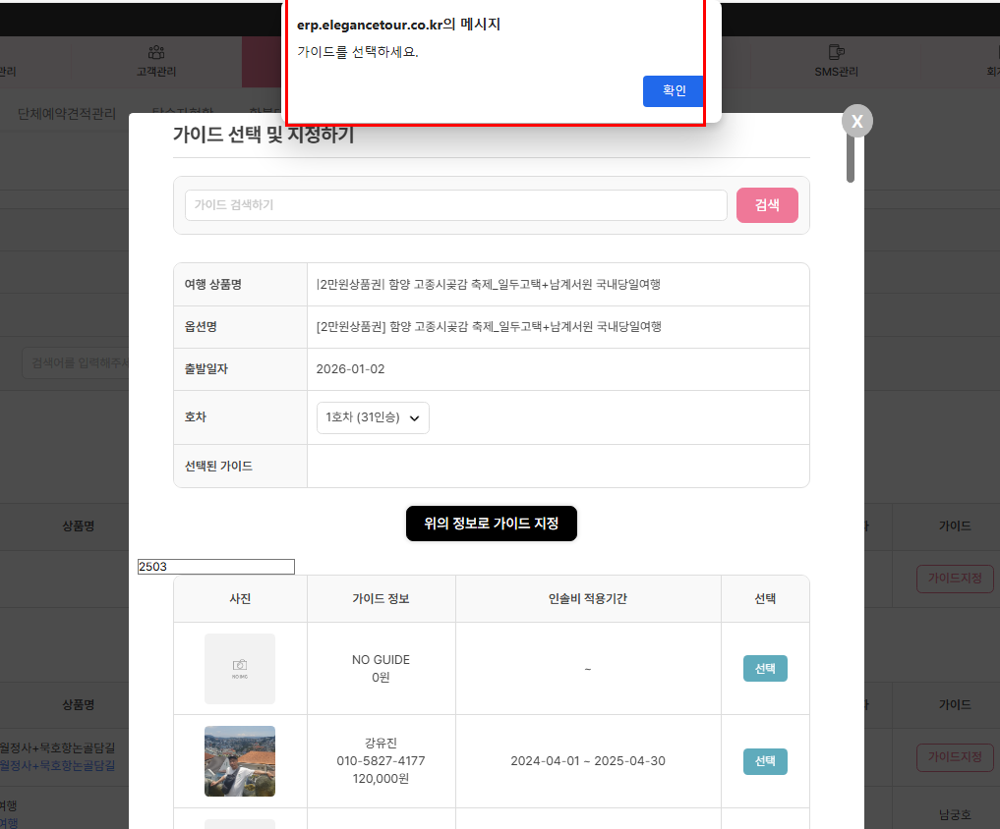 erp.elegancetour.co.kr의 메시지
가이드를 선택하세요.
확인
관리
고객관리
SMS관리
회계
단체예약견적관리
탑승자현황
X
가이드 선택 및 지정하기
가이드 검색하기
검색
여행 상품명
|2만원상품권| 함양 고종시곶감 축제_일두고택+남계서원 국내당일여행
옵션명
[2만원상품권] 함양 고종시곶감 축제_일두고택+남계서원 국내당일여행
출발일자
2026-01-02
검색어를 입력해주세
호차
1호차 (31인승)
선택된 가이드
위의 정보로 가이드 지정
상품명
가이드
2503
가이드지정
사진
가이드 정보
인솔비 적용기간
선택
NO IMG
NO GUIDE
0원
~
선택
상품명
가이드
월정사+묵호항논골담길
월정사+묵호항논골담길
강유진
010-5827-4177
120,000원
2024-04-01 ~ 2025-04-30
선택
가이드지정
여행
여행
남궁호